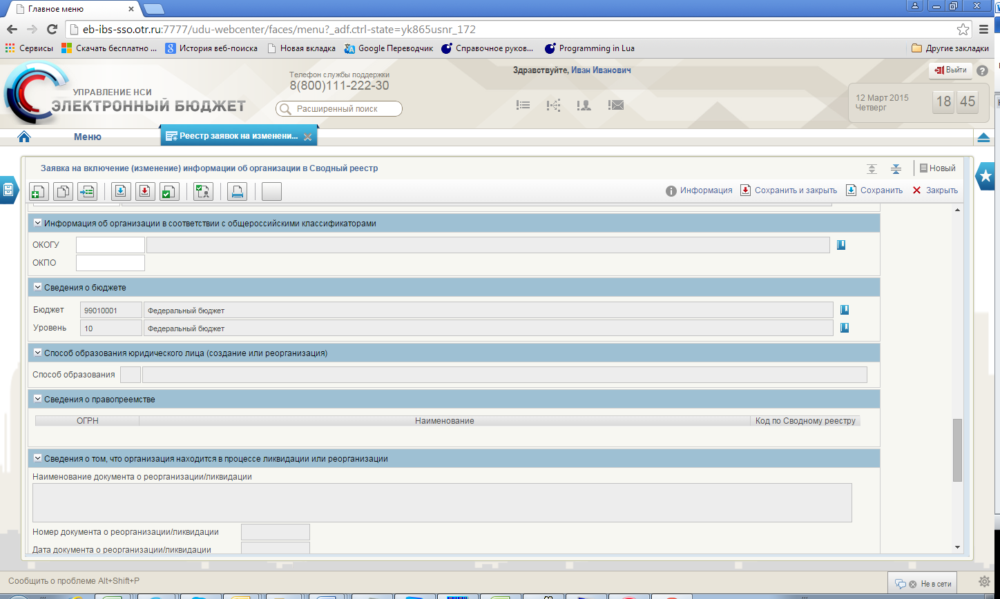 Главное меню
eb-ibs-sso.otr.ru:7777/udu-webcenter/faces/menu?_adf.ctrl-state=yk865usnr_172
Сервисы Скачать бесплатно ... История веб-поиска Новая вкладка Google Переводчик Справочное руков... Programming in Lua Другие закладки
Телефон службы поддержки
8(800)111-222-30
Здравствуйте, Иван Иванович
Выйти
УПРАВЛЕНИЕ НСИ
ЭЛЕКТРОННЫЙ БЮДЖЕТ
Расширенный поиск
12 Март 2015
Четверг
18 45
Меню Реестр заявок на изменени...
Заявка на включение (изменение) информации об организации в Сводный реестр
Новый
Информация Сохранить и закрыть Сохранить Закрыть
Информация об организации в соответствии с общероссийскими классификаторами
ОКОГУ
ОКПО
Сведения о бюджете
Бюджет 99010001 Федеральный бюджет
Уровень 10 Федеральный бюджет
Способ образования юридического лица (создание или реорганизация)
Способ образования
Сведения о правопреемстве
ОГРН Наименование Код по Сводному реестру
Сведения о том, что организация находится в процессе ликвидации или реорганизации
Наименование документа о реорганизации/ликвидации
Номер документа о реорганизации/ликвидации
Дата документа о реорганизации/ликвидации
Сообщить о проблеме Alt+Shift+P
Не в сети